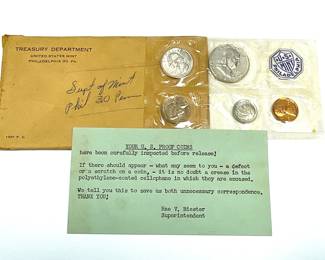 TREASURY DEPARTMENT
UNITED STATES MINT
PHILADELPHIA 30 PA.
Supt of Mint
Phil 30 Penn
YOUR U. S. PROOF COINS
have been carefully inspected before release!
If there should appear - what may seem to you - a defect or a scratch on a coin, - it is no doubt a crease in the
polyethylene-coated cellophane in which they are encased.
We tell you this to save us both unnecessary correspondence.
THANK YOU!
Rae V. Biester
Superintendent